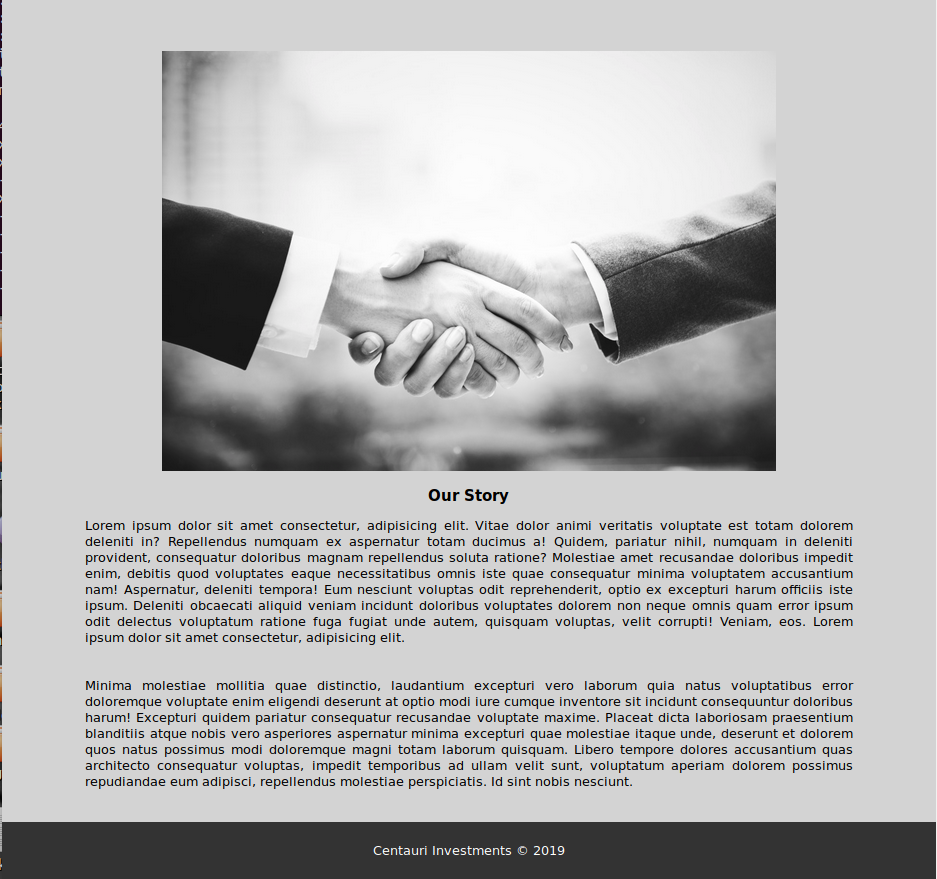 Our Story
Lorem ipsum dolor sit amet consectetur, adipisicing elit. Vitae dolor animi veritatis voluptate est totam dolorem
deleniti in? Repellendus numquam ex aspernatur totam ducimus a! Quidem, pariatur nihil, numquam in deleniti
provident, consequatur doloribus magnam repellendus soluta ratione? Molestiae amet recusandae doloribus impedit
enim, debitis quod voluptates eaque necessitatibus omnis iste quae consequatur minima voluptatem accusantium
nam! Aspernatur, deleniti tempora! Eum nesciunt voluptas odit reprehenderit, optio ex excepturi harum officiis iste
ipsum. Deleniti obcaecati aliquid veniam incidunt doloribus voluptates dolorem non neque omnis quam error ipsum
odit delectus voluptatum ratione fuga fugiat unde autem, quisquam voluptas, velit corrupti! Veniam, eos. Lorem
ipsum dolor sit amet consectetur, adipisicing elit.
Minima molestiae mollitia quae distinctio, laudantium excepturi vero laborum quia natus voluptatibus error
doloremque voluptate enim eligendi deserunt at optio modi iure cumque inventore sit incidunt consequuntur doloribus
harum! Excepturi quidem pariatur consequatur recusandae voluptate maxime. Placeat dicta laboriosam praesentium
blanditiis atque nobis vero asperiores aspernatur minima excepturi quae molestiae itaque unde, deserunt et dolorem
quos natus possimus modi doloremque magni totam laborum quisquam. Libero tempore dolores accusantium quas
architecto consequatur voluptas, impedit temporibus ad ullam velit sunt, voluptatum aperiam dolorem possimus
repudiandae eum adipisci, repellendus molestiae perspiciatis. Id sint nobis nesciunt.
Centauri Investments © 2019